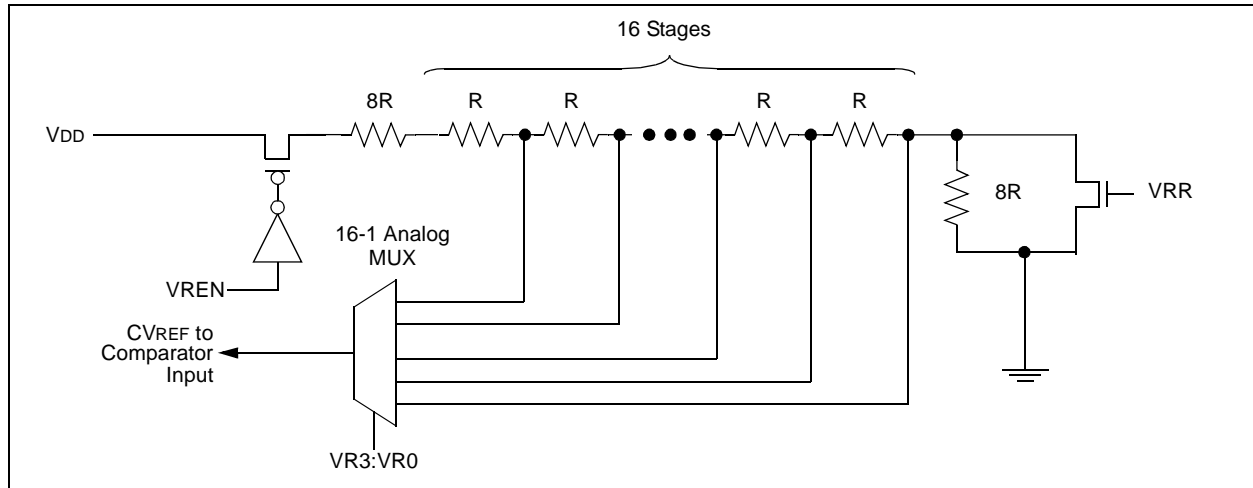 16 Stages
8R
R
R
R
R
VDD
8R
VRR
16-1 Analog
MUX
VREN
CVREF to
Comparator
Input
VR3:VR0